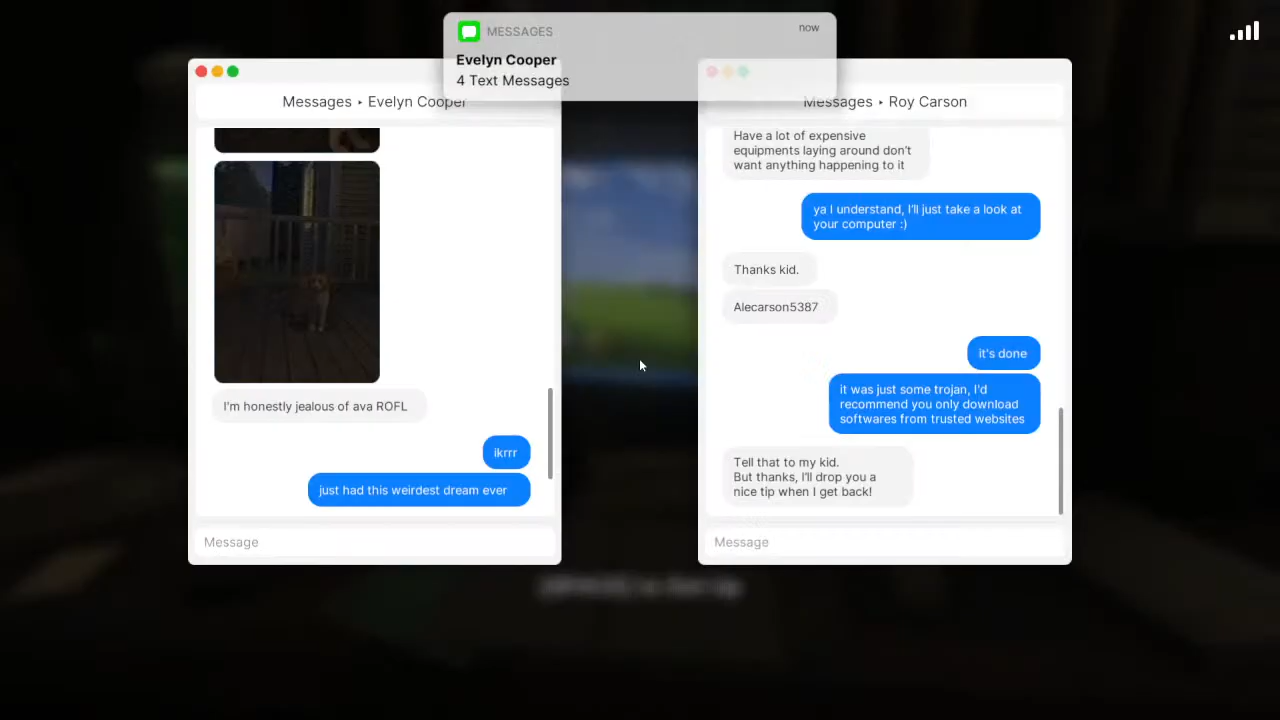 MESSAGES
now
Evelyn Cooper
4 Text Messages
Messages ▸ Evelyn Cooper
I'm honestly jealous of ava ROFL
ikrrr
just had this weirdest dream ever
Message
Messages ▸ Roy Carson
Have a lot of expensive
equipments laying around don't
want anything happening to it
ya I understand, I'll just take a look at
your computer :)
Thanks kid.
Alecarson5387
it's done
it was just some trojan, I'd
recommend you only download
softwares from trusted websites
Tell that to my kid.
But thanks, I'll drop you a
nice tip when I get back!
Message